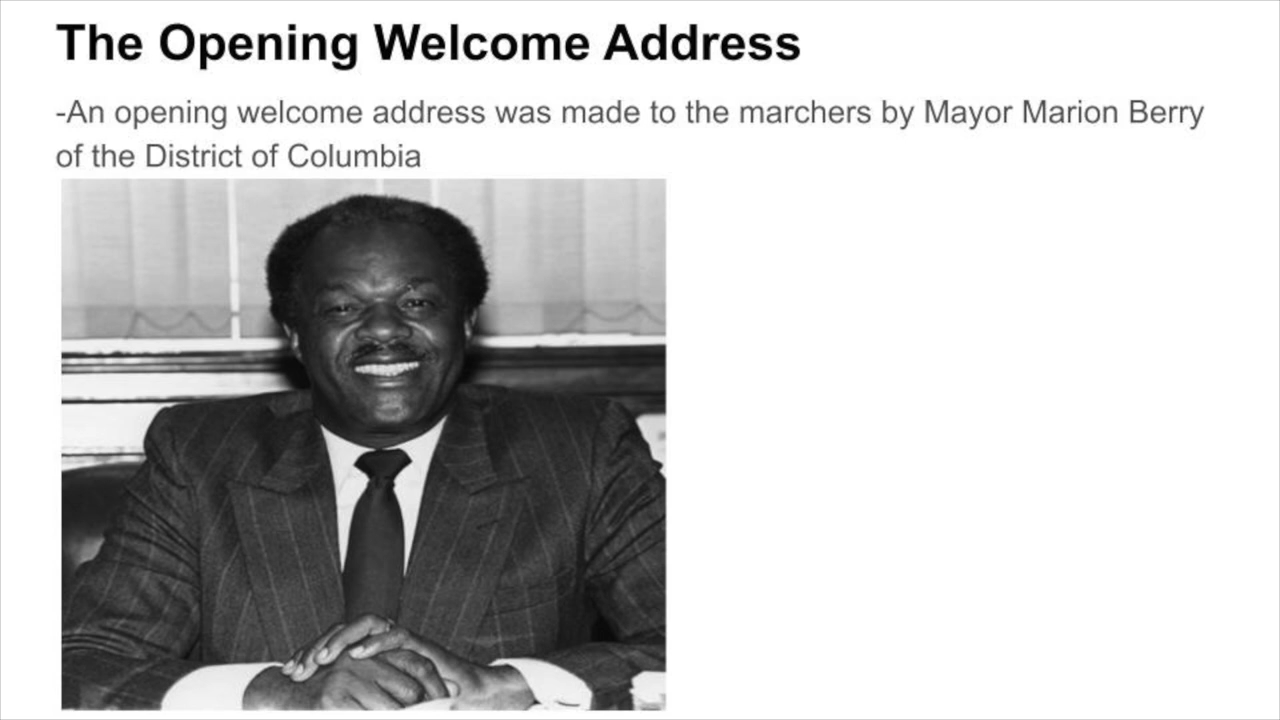 The Opening Welcome Address
-An opening welcome address was made to the marchers by Mayor Marion Berry
of the District of Columbia